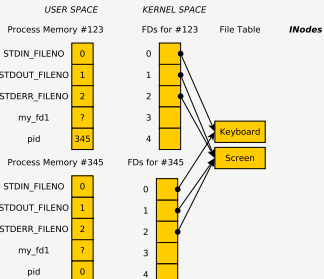 USER SPACE KERNEL SPACE
Process Memory #123 FDs for #123 File Table INodes
STDIN_FILENO 0 0
STDOUT_FILENO 1 1
STDERR_FILENO 2 2
my_fd1 ? 3
pid 345 4
Keyboard
Screen
Process Memory #345 FDs for #345
STDIN_FILENO 0 0
STDOUT_FILENO 1 1
STDERR_FILENO 2 2
my_fd1 ? 3
pid 0 4